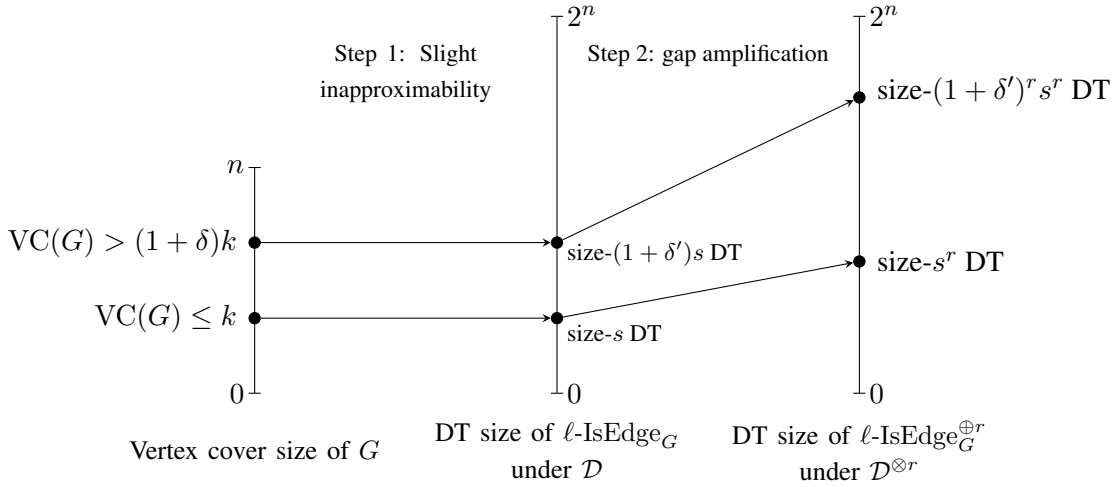 2^n
2^n
Step 1: Slight
inapproximability
Step 2: gap amplification
size-(1 + δ′)^r s^r DT
n
VC(G) > (1 + δ)k
size-(1 + δ′)s DT
size-s^r DT
VC(G) ≤ k
size-s DT
0
0
0
Vertex cover size of G
DT size of ℓ-IsEdge_G
under 𝒟
DT size of ℓ-IsEdge_G^{⊕r}
under 𝒟^{⊗r}